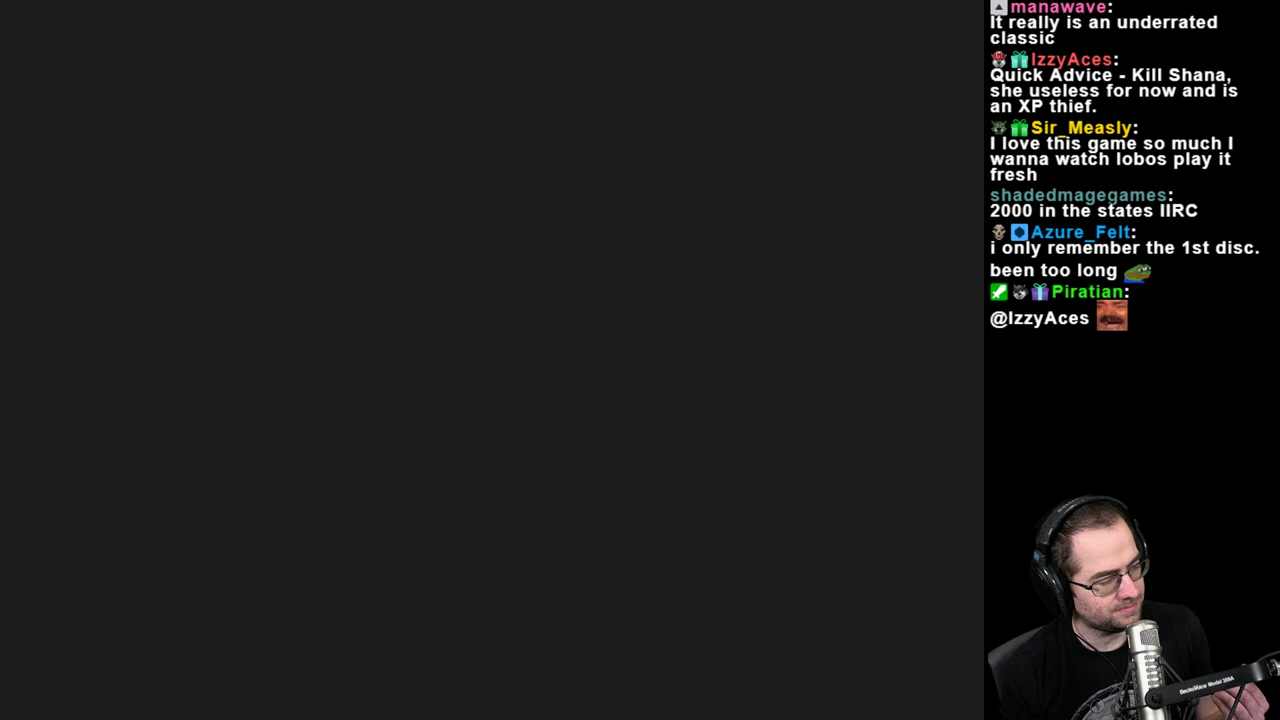 manawave:
It really is an underrated
classic
IzzyAces:
Quick Advice - Kill Shana,
she useless for now and is
an XP thief.
Sir_Measly:
I love this game so much I
wanna watch lobos play it
fresh
shadedmagegames:
2000 in the states IIRC
Azure_Felt:
i only remember the 1st disc.
been too long
Piratian:
@IzzyAces